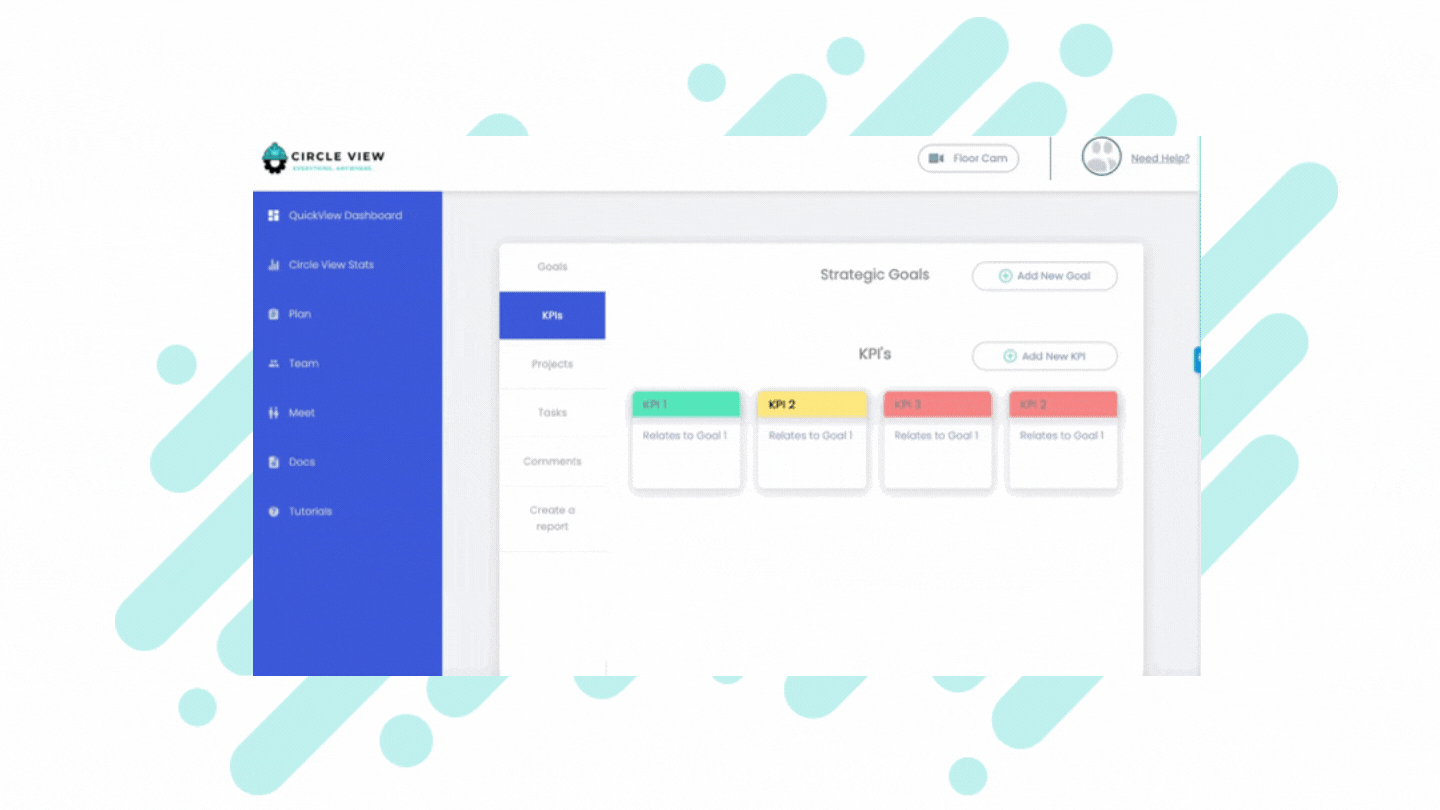 CIRCLE VIEW
EVERYTHING. ANYWHERE.
Floor Cam
Need Help?
QuickView Dashboard
Circle View Stats
Plan
Team
Meet
Docs
Tutorials
Goals
KPIs
Projects
Tasks
Comments
Create a
report
Strategic Goals
Add New Goal
KPI's
Add New KPI
KPI 1
KPI 2
KPI 3
KPI 3
Relates to Goal 1
Relates to Goal 1
Relates to Goal 1
Relates to Goal 1